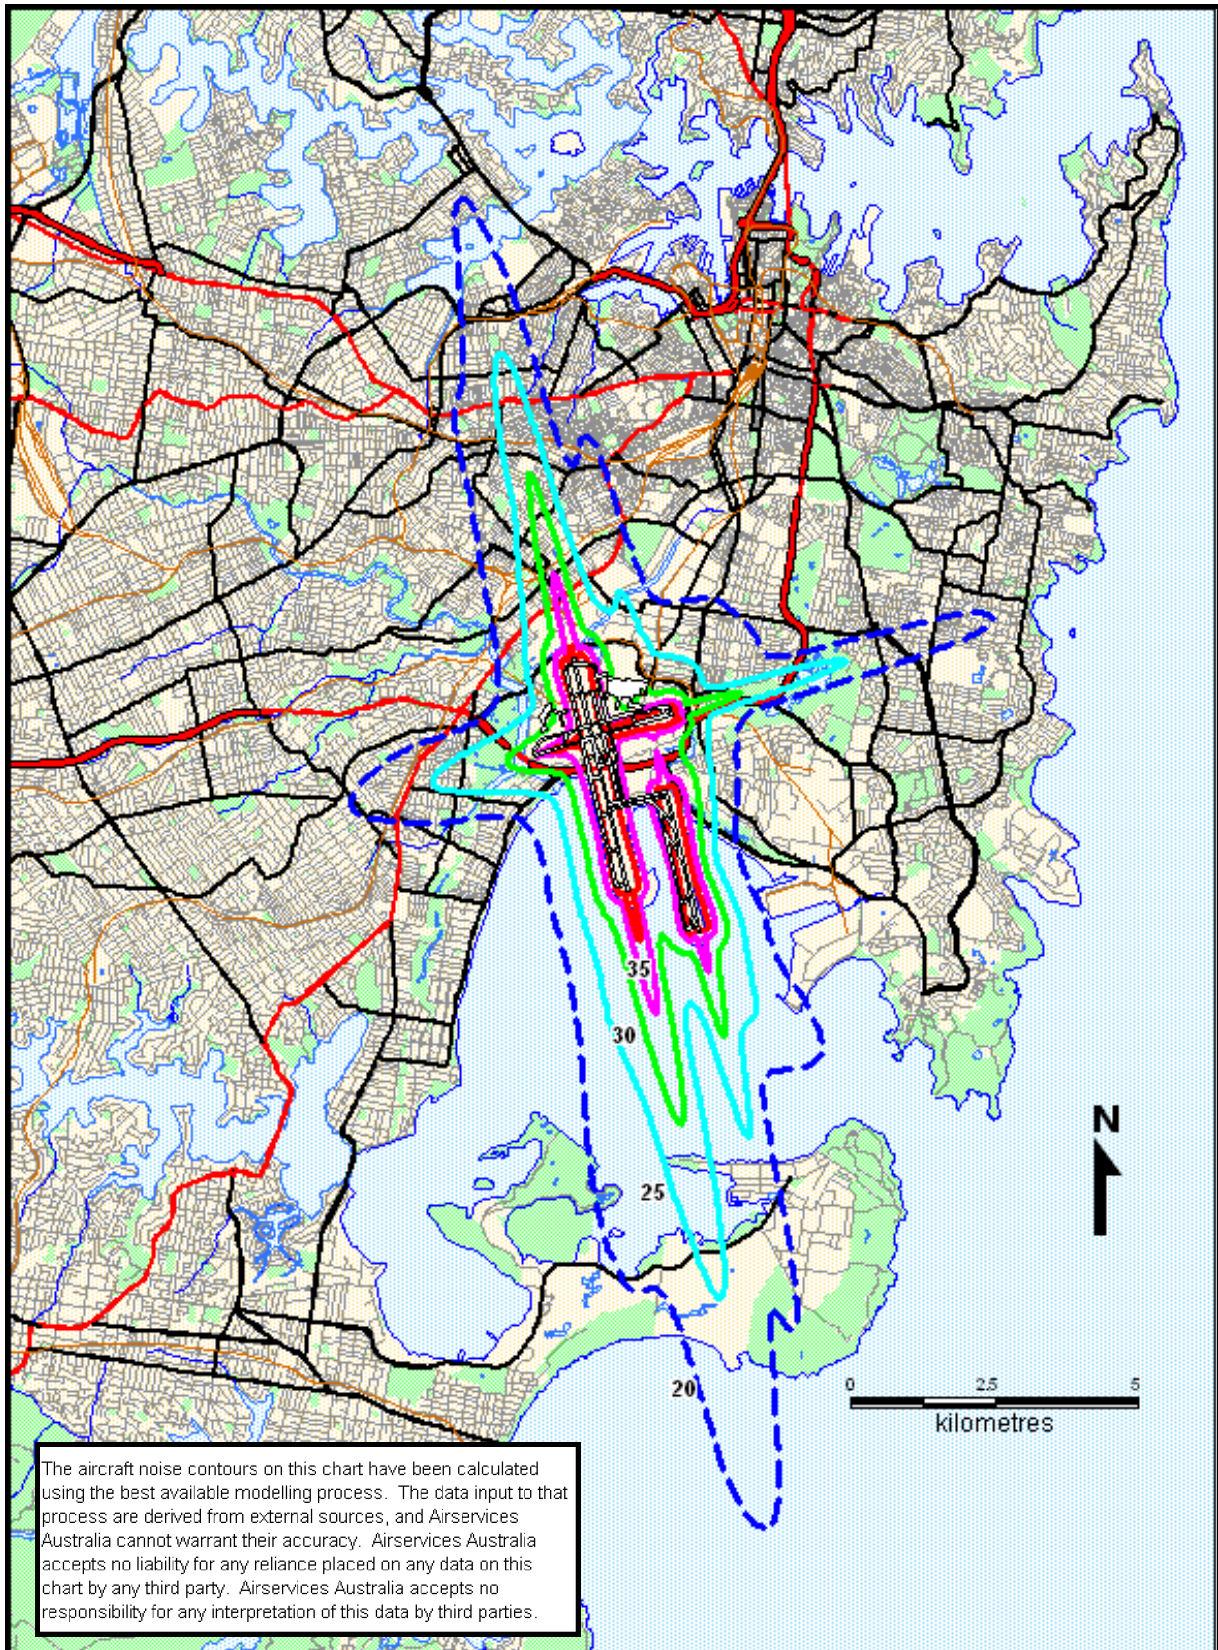 35
30
N
25
20
0 2.5 5
kilometres
The aircraft noise contours on this chart have been calculated
using the best available modelling process. The data input to that
process are derived from external sources, and Airservices
Australia cannot warrant their accuracy. Airservices Australia
accepts no liability for any reliance placed on any data on this
chart by any third party. Airservices Australia accepts no
responsibility for any interpretation of this data by third parties.